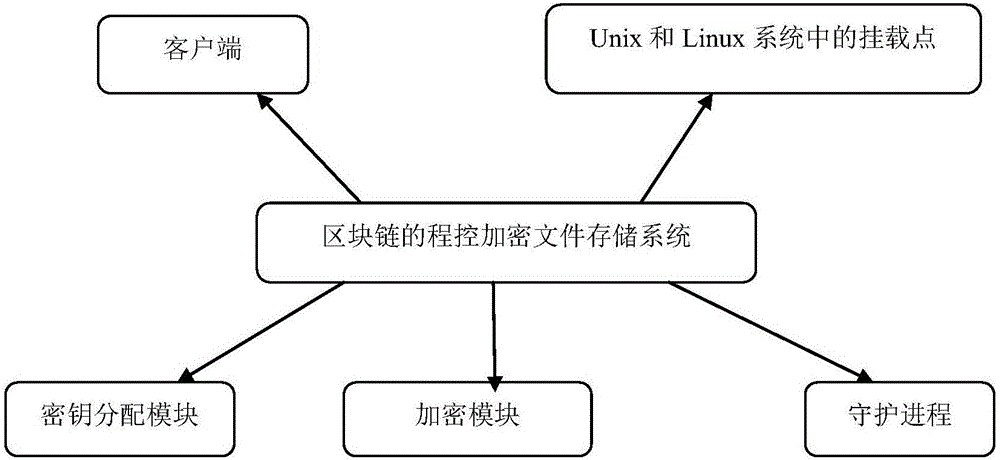 客户端
Unix 和 Linux 系统中的挂载点
区块链的程控加密文件存储系统
密钥分配模块
加密模块
守护进程